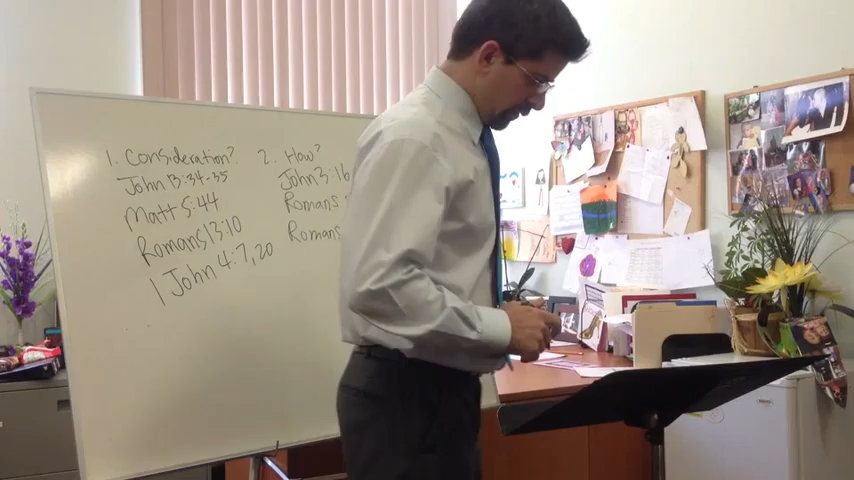 1. Consideration?
John 13:34-35
Matt 5:44
Romans 13:10
1 John 4:7,20
2. How?
John 3:16
Romans
Romans